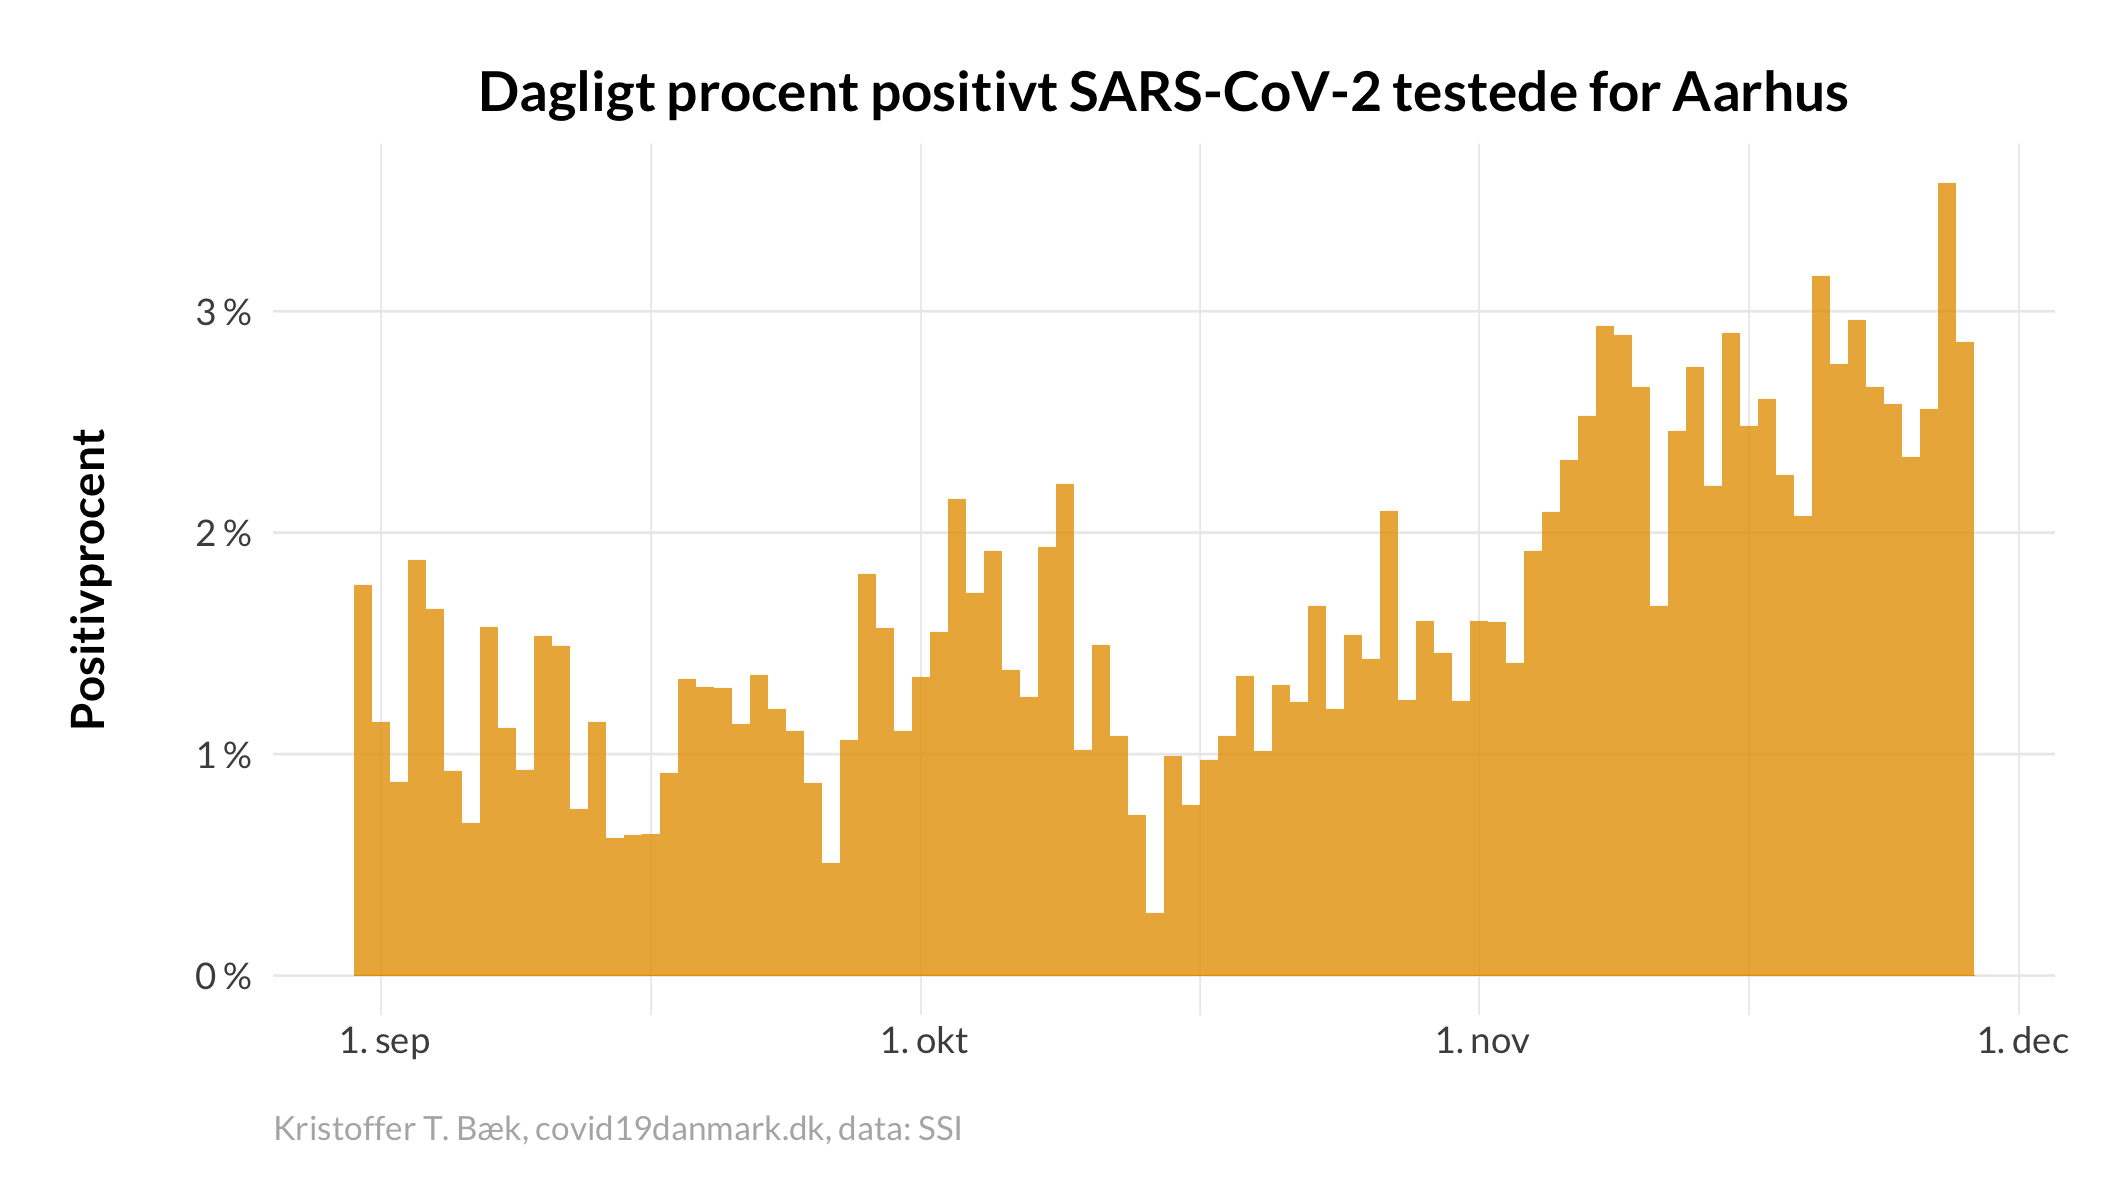 Dagligt procent positivt SARS-CoV-2 testede for Aarhus
Positivprocent
3 %
2 %
1 %
0 %
1. sep
1. okt
1. nov
1. dec
Kristoffer T. Bæk, covid19danmark.dk, data: SSI